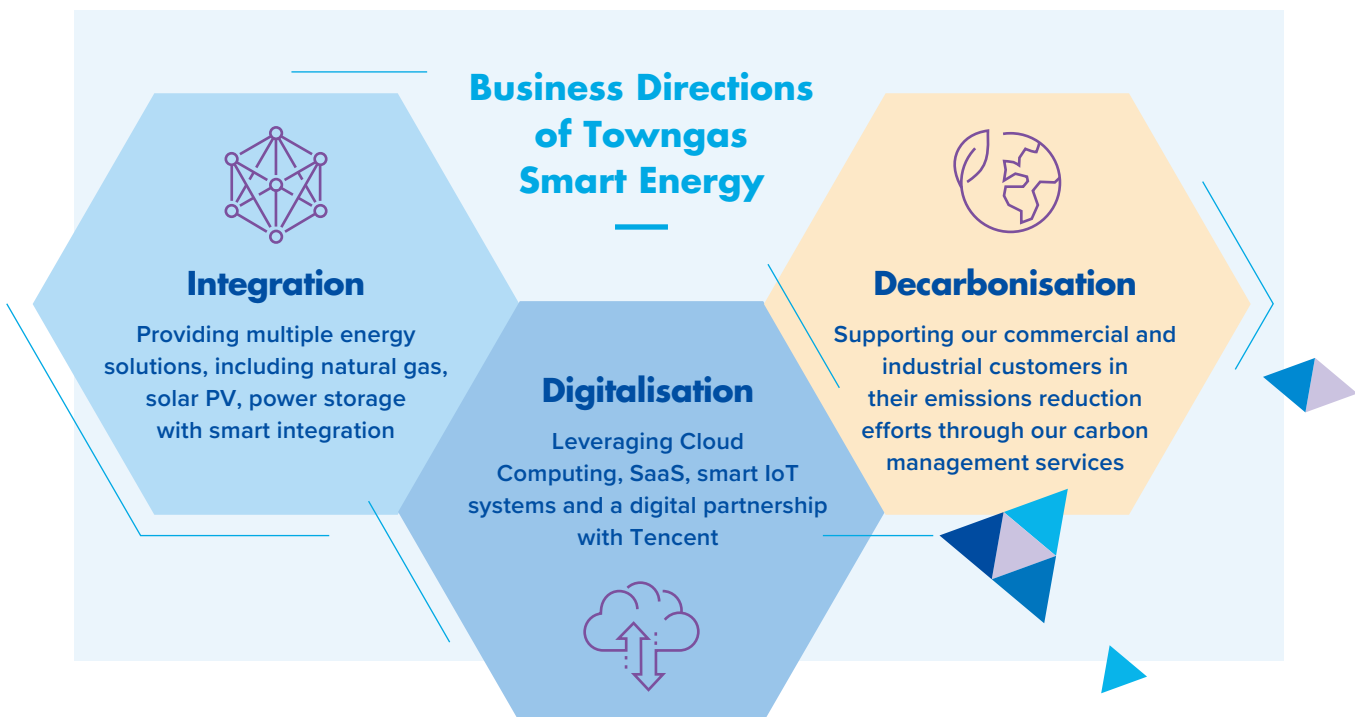 Business Directions
of Towngas
Smart Energy
Integration
Providing multiple energy
solutions, including natural gas,
solar PV, power storage
with smart integration
Digitalisation
Leveraging Cloud
Computing, SaaS, smart IoT
systems and a digital partnership
with Tencent
Decarbonisation
Supporting our commercial and
industrial customers in
their emissions reduction
efforts through our carbon
management services